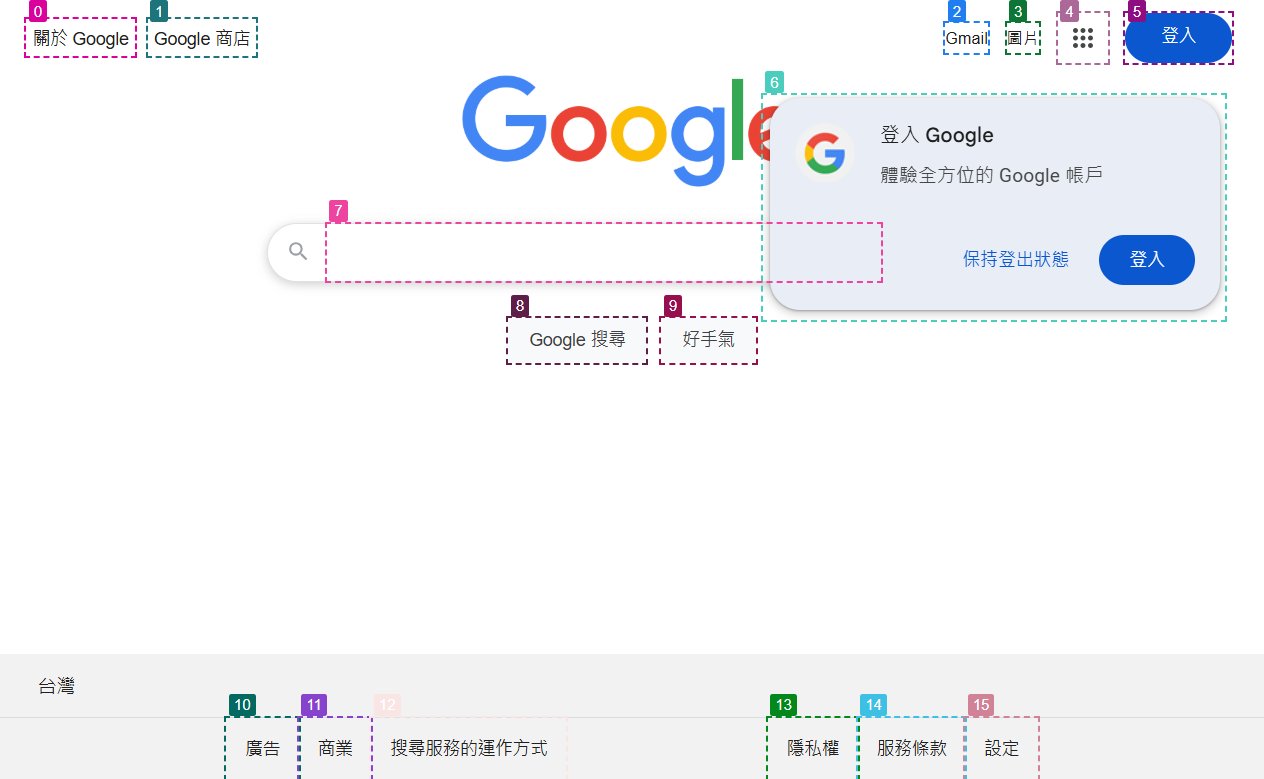 0
1
2
3
4
5
關於 Google
Google 商店
Gmail
圖片
登入
6
Google
登入 Google
體驗全方位的 Google 帳戶
7
保持登出狀態
登入
8
9
Google 搜尋
好手氣
台灣
10
11
12
13
14
15
廣告
商業
搜尋服務的運作方式
隱私權
服務條款
設定